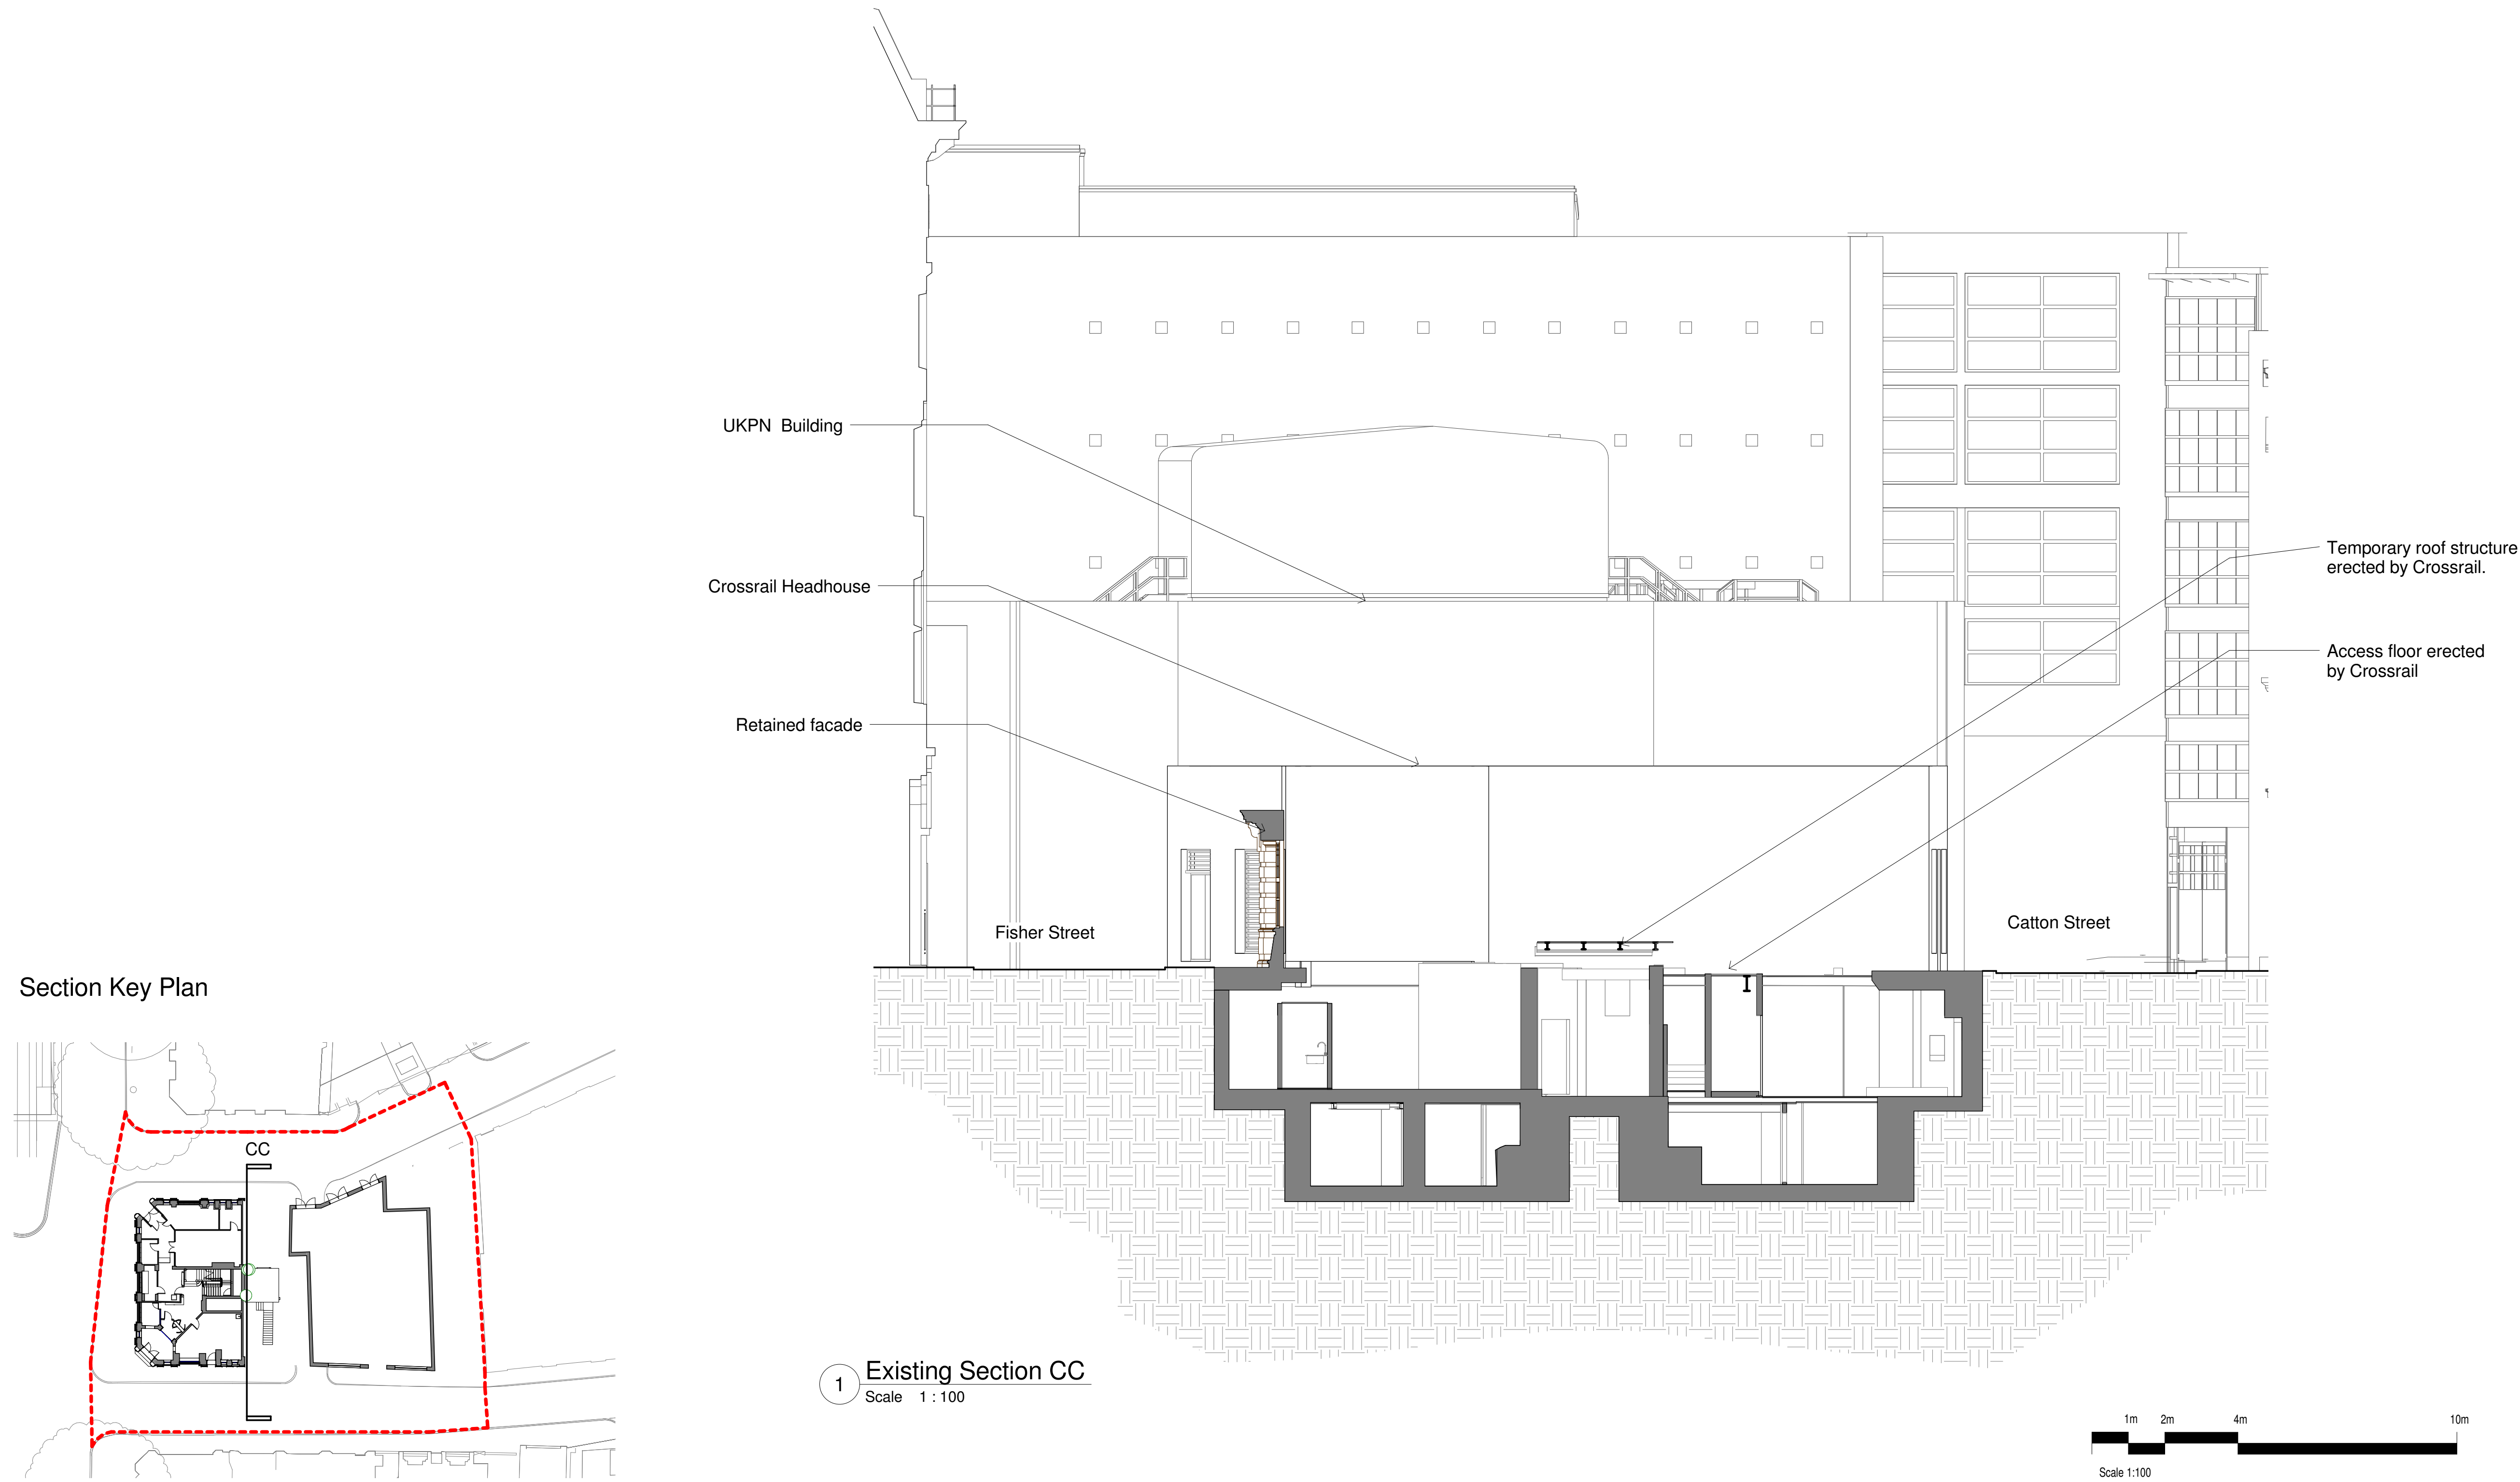 UKPN Building
Crossrail Headhouse
Retained facade
Temporary roof structure
erected by Crossrail.
Access floor erected
by Crossrail
Fisher Street
Catton Street
Section Key Plan
CC
1
Existing Section CC
Scale 1 : 100
1m 2m 4m 10m
Scale 1:100